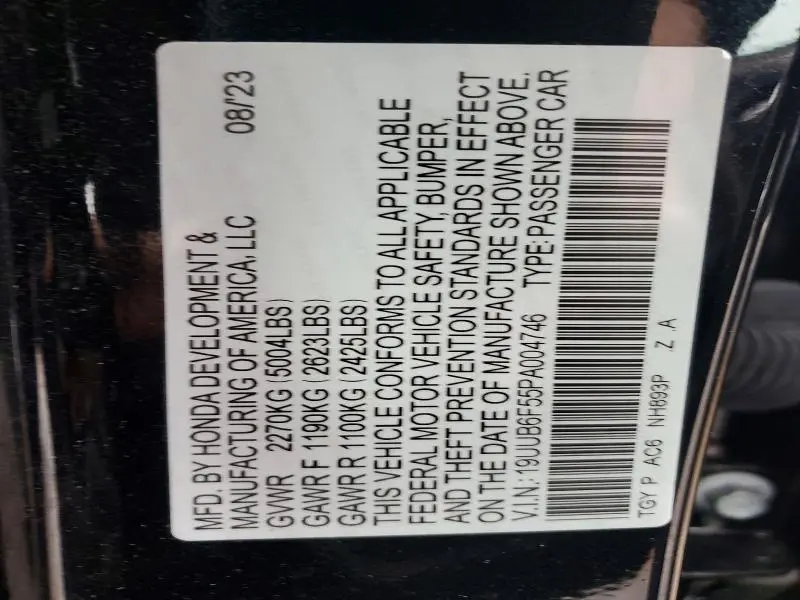 MFD. BY HONDA DEVELOPMENT &
MANUFACTURING OF AMERICA, LLC 08/'23
GVWR 2270KG (5004LBS)
GAWR F 1190KG (2623LBS)
GAWR R 1100KG (2425LBS)
THIS VEHICLE CONFORMS TO ALL APPLICABLE
FEDERAL MOTOR VEHICLE SAFETY, BUMPER,
AND THEFT PREVENTION STANDARDS IN EFFECT
ON THE DATE OF MANUFACTURE SHOWN ABOVE.
V.I.N.: 19UUB6F55PA004746 TYPE:PASSENGER CAR
TGY P AC6 NH893P .Z .A